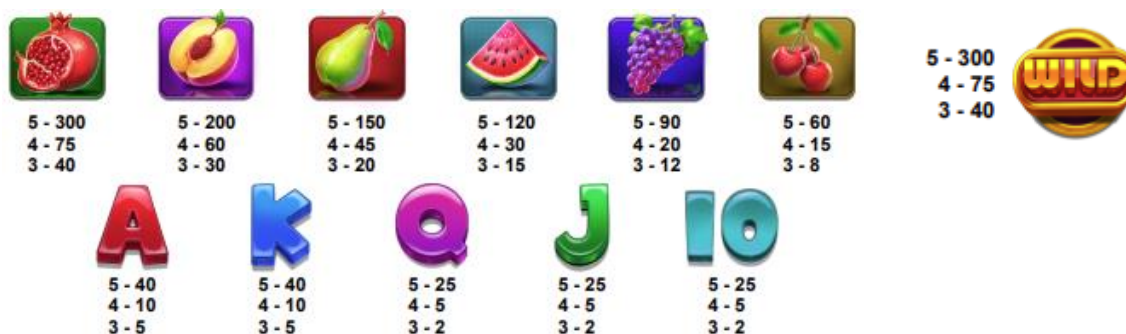 5 - 300 5 - 200 5 - 150 5 - 120 5 - 90 5 - 60
4 - 75 4 - 60 4 - 45 4 - 30 4 - 20 4 - 15
3 - 40 3 - 30 3 - 20 3 - 15 3 - 12 3 - 8
5 - 300
4 - 75
3 - 40
WILD
A K Q J 10
5 - 40 5 - 40 5 - 25 5 - 25 5 - 25
4 - 10 4 - 10 4 - 5 4 - 5 4 - 5
3 - 5 3 - 5 3 - 2 3 - 2 3 - 2